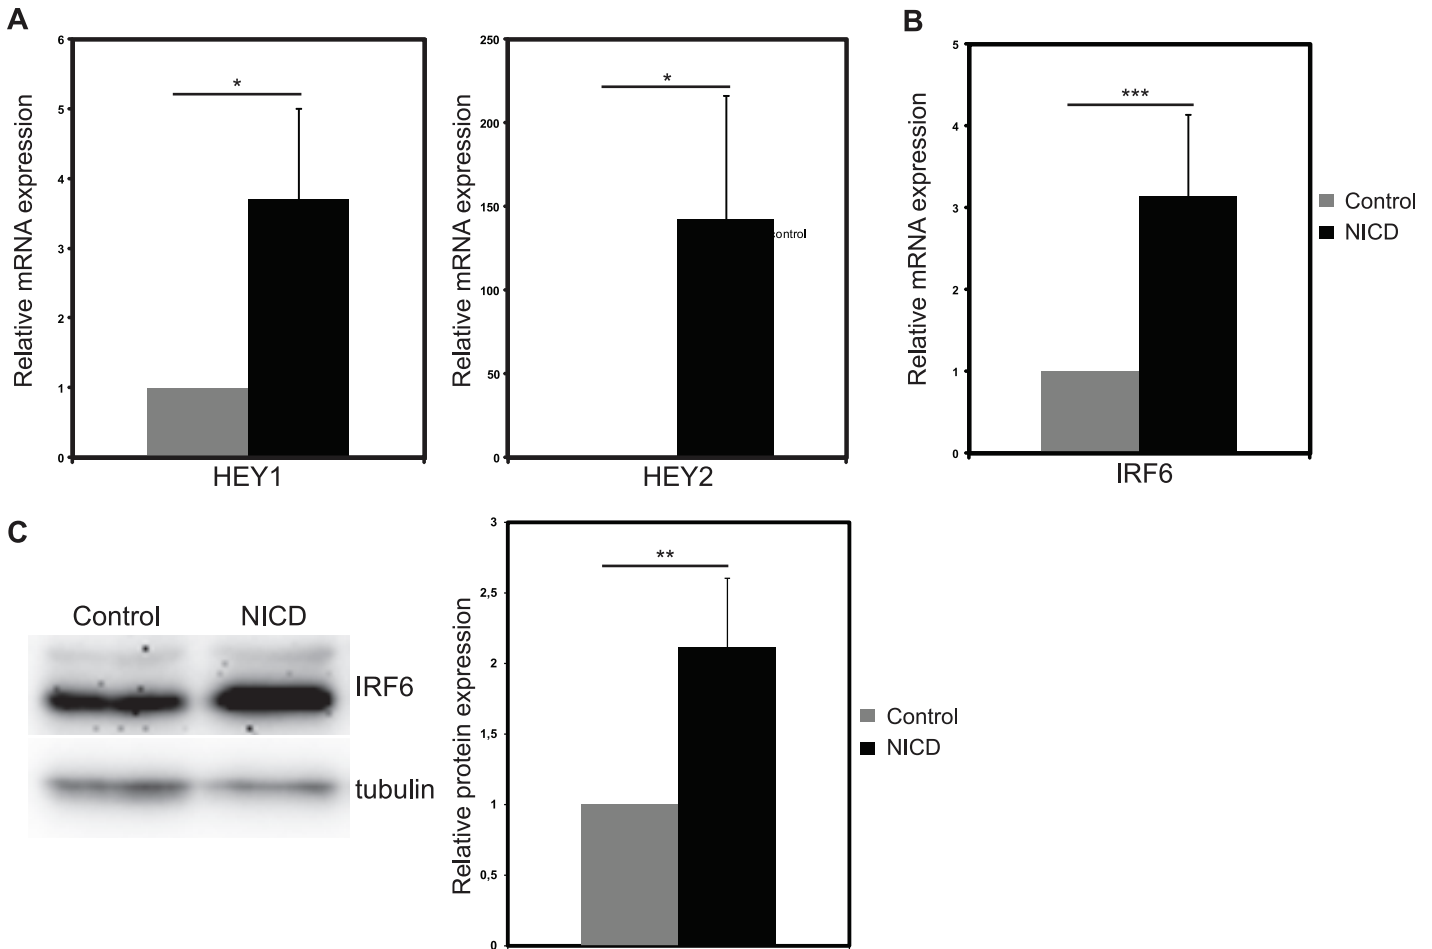 A
Relative mRNA expression
6
5
4
3
2
1
0
*
HEY1
Relative mRNA expression
250
200
150
100
50
0
*
control
HEY2
B
Relative mRNA expression
5
4
3
2
1
0
***
IRF6
Control
NICD
C
Control NICD
IRF6
tubulin
Relative protein expression
3
2,5
2
1,5
1
0,5
0
**
Control
NICD